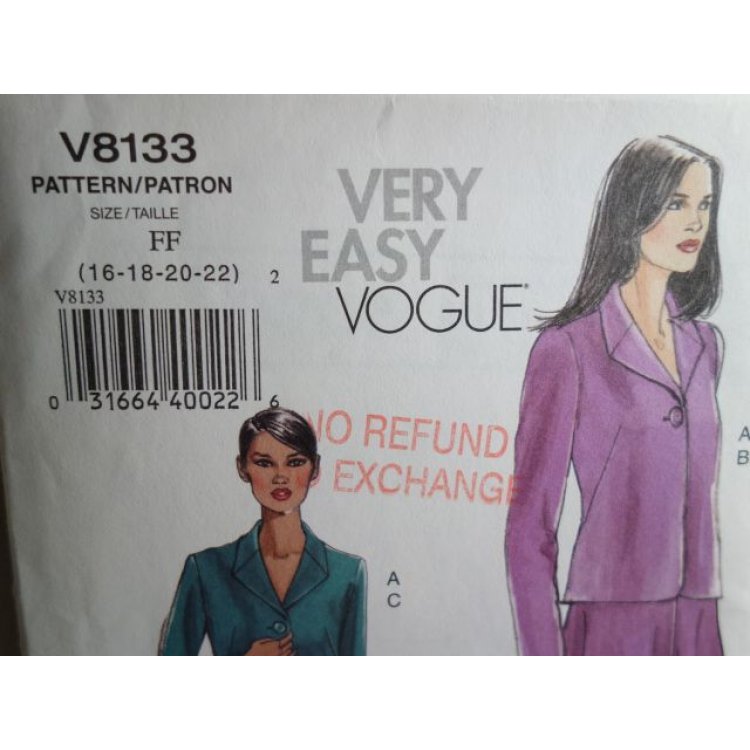 V8133
PATTERN/PATRON
SIZE/TAILLE
FF
(16-18-20-22) 2
V8133
0 31664 40022 6
VERY
EASY
VOGUE
NO REFUND
EXCHANGE
A
B
A
C